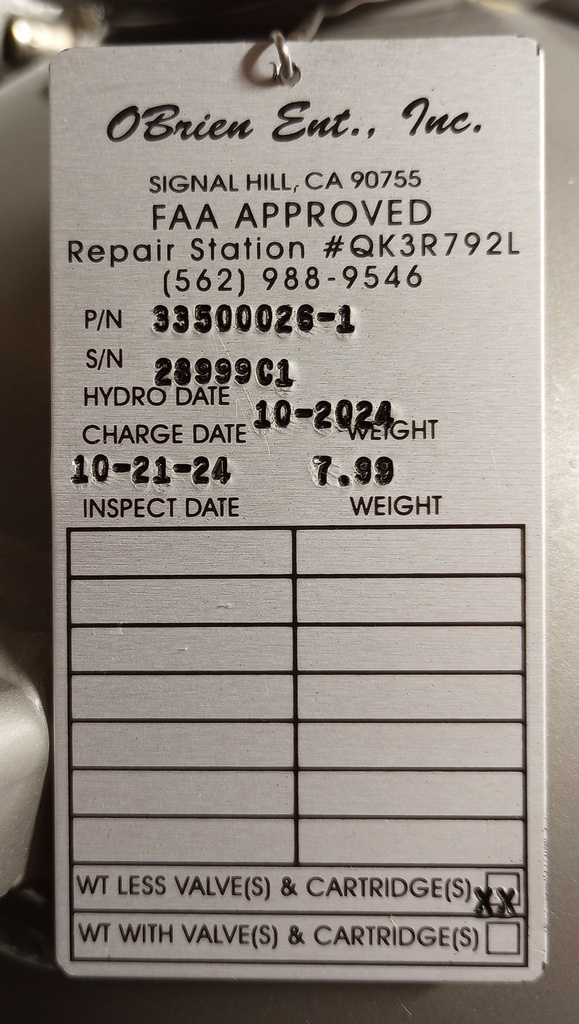 OBrien Ent., Inc.
SIGNAL HILL, CA 90755
FAA APPROVED
Repair Station #QK3R792L
(562) 988-9546
P/N 33500026-1
S/N 28999C1
HYDRO DATE 10-2024
CHARGE DATE WEIGHT
10-21-24 7.99
INSPECT DATE WEIGHT
WT LESS VALVE(S) & CARTRIDGE(S) XX
WT WITH VALVE(S) & CARTRIDGE(S)